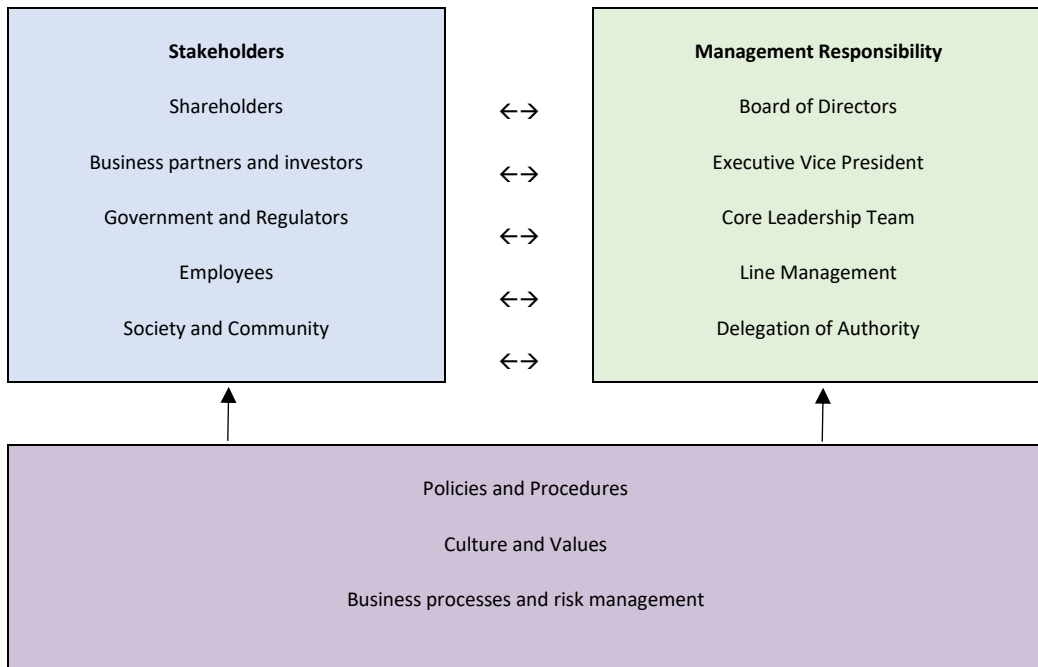 Stakeholders
Shareholders
Business partners and investors
Government and Regulators
Employees
Society and Community
←→
←→
←→
←→
←→
Management Responsibility
Board of Directors
Executive Vice President
Core Leadership Team
Line Management
Delegation of Authority
Policies and Procedures
Culture and Values
Business processes and risk management